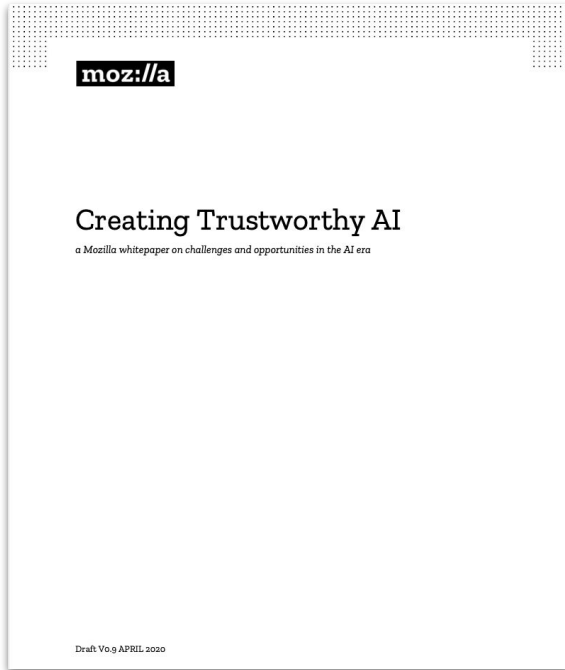 moz://a
Creating Trustworthy AI
a Mozilla whitepaper on challenges and opportunities in the AI era
Draft V0.9 APRIL 2020